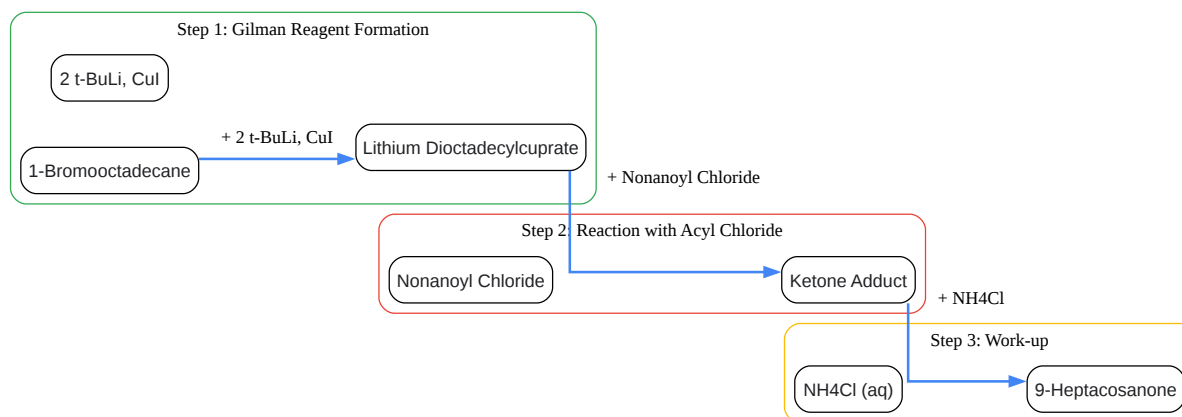 Step 1: Gilman Reagent Formation
2 t-BuLi, CuI
+ 2 t-BuLi, CuI
1-Bromooctadecane
Lithium Dioctadecylcuprate
+ Nonanoyl Chloride
Step 2: Reaction with Acyl Chloride
Nonanoyl Chloride
Ketone Adduct
+ NH4Cl
Step 3: Work-up
NH4Cl (aq)
9-Heptacosanone